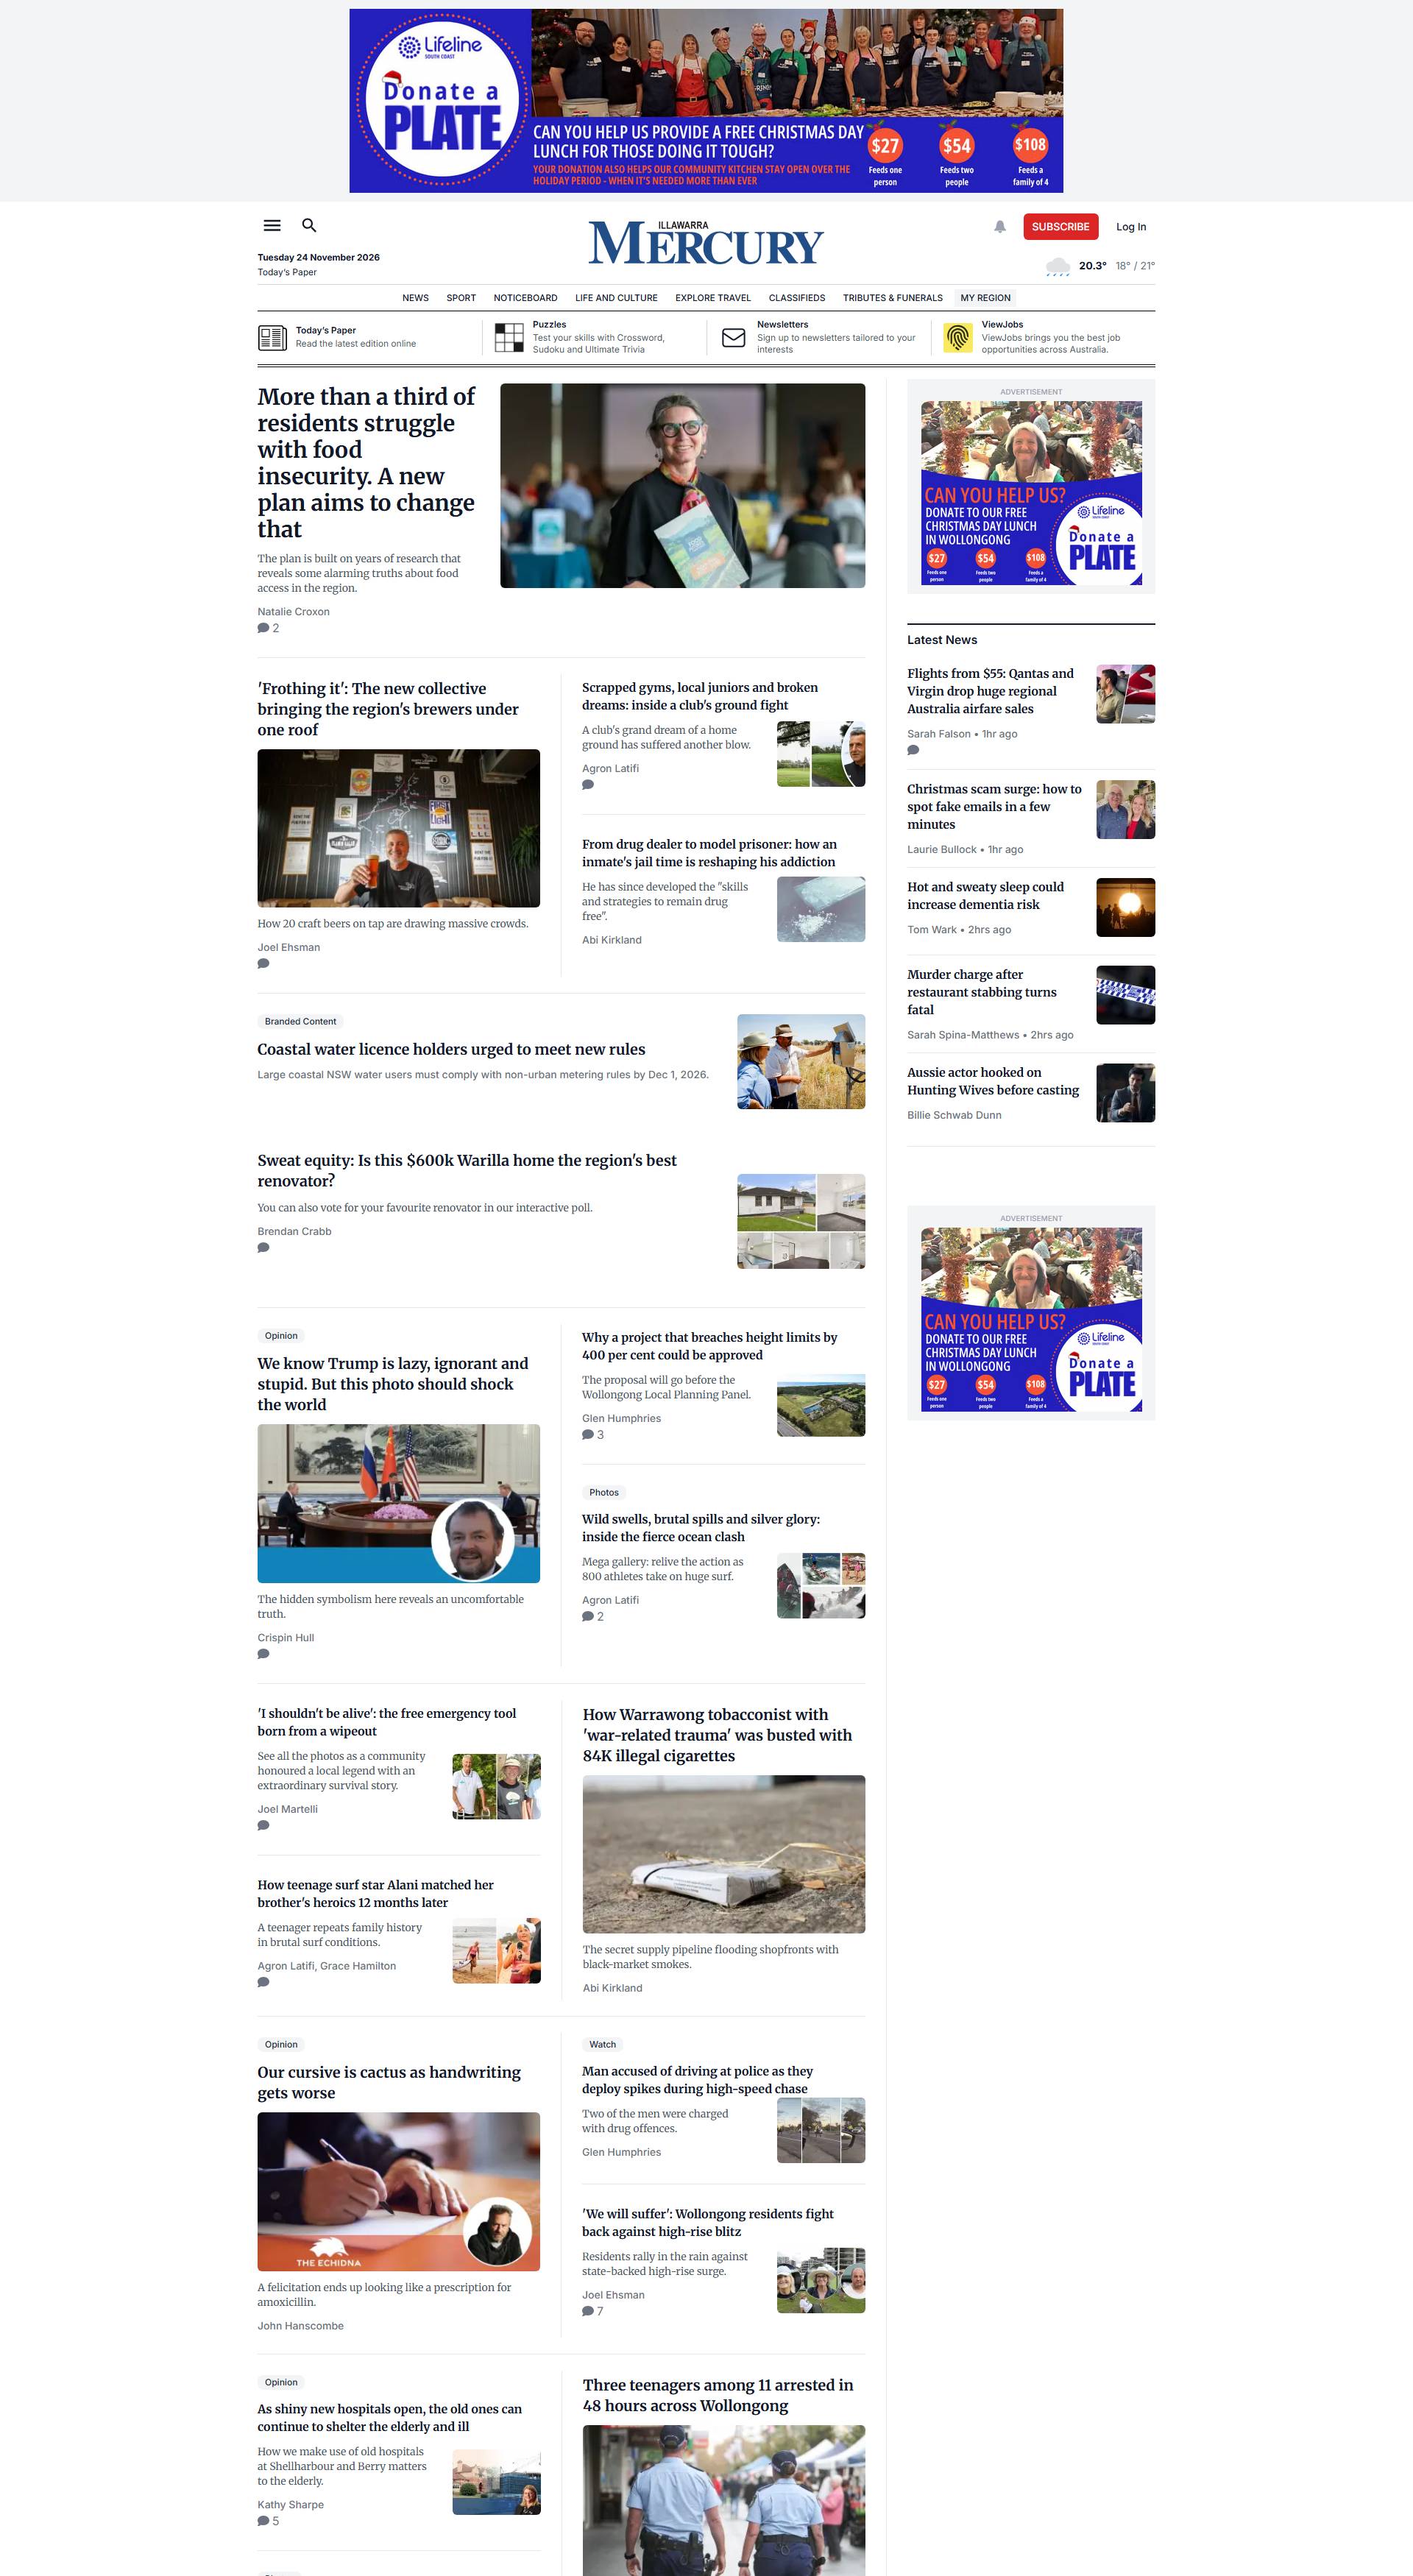 Lifeline
SOUTH COAST
Donate a
PLATE
CAN YOU HELP US PROVIDE A FREE CHRISTMAS DAY
LUNCH FOR THOSE DOING IT TOUGH?
YOUR DONATION ALSO HELPS OUR COMMUNITY KITCHEN STAY OPEN OVER THE
HOLIDAY PERIOD - WHEN IT'S NEEDED MORE THAN EVER
$27
Feeds one
person
$54
Feeds two
people
$108
Feeds a
family of 4
ILLAWARRA
MERCURY
SUBSCRIBE
Log In
Tuesday 24 November 2026
Today's Paper
20.3° 18° / 21°
NEWS SPORT NOTICEBOARD LIFE AND CULTURE EXPLORE TRAVEL CLASSIFIEDS TRIBUTES & FUNERALS MY REGION
Today's Paper
Read the latest edition online
Puzzles
Test your skills with Crossword,
Sudoku and Ultimate Trivia
Newsletters
Sign up to newsletters tailored to your
interests
ViewJobs
ViewJobs brings you the best job
opportunities across Australia.
More than a third of
residents struggle
with food
insecurity. A new
plan aims to change
that
The plan is built on years of research that
reveals some alarming truths about food
access in the region.
Natalie Croxon
2
'Frothing it': The new collective
bringing the region's brewers under
one roof
How 20 craft beers on tap are drawing massive crowds.
Joel Ehsman
Scrapped gyms, local juniors and broken
dreams: inside a club's ground fight
A club's grand dream of a home
ground has suffered another blow.
Agron Latifi
From drug dealer to model prisoner: how an
inmate's jail time is reshaping his addiction
He has since developed the "skills
and strategies to remain drug
free".
Abi Kirkland
Branded Content
Coastal water licence holders urged to meet new rules
Large coastal NSW water users must comply with non-urban metering rules by Dec 1, 2026.
Sweat equity: Is this $600k Warilla home the region's best
renovator?
You can also vote for your favourite renovator in our interactive poll.
Brendan Crabb
Opinion
We know Trump is lazy, ignorant and
stupid. But this photo should shock
the world
The hidden symbolism here reveals an uncomfortable
truth.
Crispin Hull
Why a project that breaches height limits by
400 per cent could be approved
The proposal will go before the
Wollongong Local Planning Panel.
Glen Humphries
3
Photos
Wild swells, brutal spills and silver glory:
inside the fierce ocean clash
Mega gallery: relive the action as
800 athletes take on huge surf.
Agron Latifi
2
'I shouldn't be alive': the free emergency tool
born from a wipeout
See all the photos as a community
honoured a local legend with an
extraordinary survival story.
Joel Martelli
How teenage surf star Alani matched her
brother's heroics 12 months later
A teenager repeats family history
in brutal surf conditions.
Agron Latifi, Grace Hamilton
How Warrawong tobacconist with
'war-related trauma' was busted with
84K illegal cigarettes
The secret supply pipeline flooding shopfronts with
black-market smokes.
Abi Kirkland
Opinion
Our cursive is cactus as handwriting
gets worse
THE ECHIDNA
A felicitation ends up looking like a prescription for
amoxicillin.
John Hanscombe
Watch
Man accused of driving at police as they
deploy spikes during high-speed chase
Two of the men were charged
with drug offences.
Glen Humphries
'We will suffer': Wollongong residents fight
back against high-rise blitz
Residents rally in the rain against
state-backed high-rise surge.
Joel Ehsman
7
Opinion
As shiny new hospitals open, the old ones can
continue to shelter the elderly and ill
How we make use of old hospitals
at Shellharbour and Berry matters
to the elderly.
Kathy Sharpe
5
Three teenagers among 11 arrested in
48 hours across Wollongong
ADVERTISEMENT
CAN YOU HELP US?
DONATE TO OUR FREE
CHRISTMAS DAY LUNCH
IN WOLLONGONG
$27
Feeds one
person
$54
Feeds two
people
$108
Feeds a
family of 4
Lifeline
Donate a
PLATE
Latest News
Flights from $55: Qantas and
Virgin drop huge regional
Australia airfare sales
Sarah Falson • 1hr ago
Christmas scam surge: how to
spot fake emails in a few
minutes
Laurie Bullock • 1hr ago
Hot and sweaty sleep could
increase dementia risk
Tom Wark • 2hrs ago
Murder charge after
restaurant stabbing turns
fatal
Sarah Spina-Matthews • 2hrs ago
Aussie actor hooked on
Hunting Wives before casting
Billie Schwab Dunn
ADVERTISEMENT
CAN YOU HELP US?
DONATE TO OUR FREE
CHRISTMAS DAY LUNCH
IN WOLLONGONG
$27
Feeds one
person
$54
Feeds two
people
$108
Feeds a
family of 4
Lifeline
Donate a
PLATE